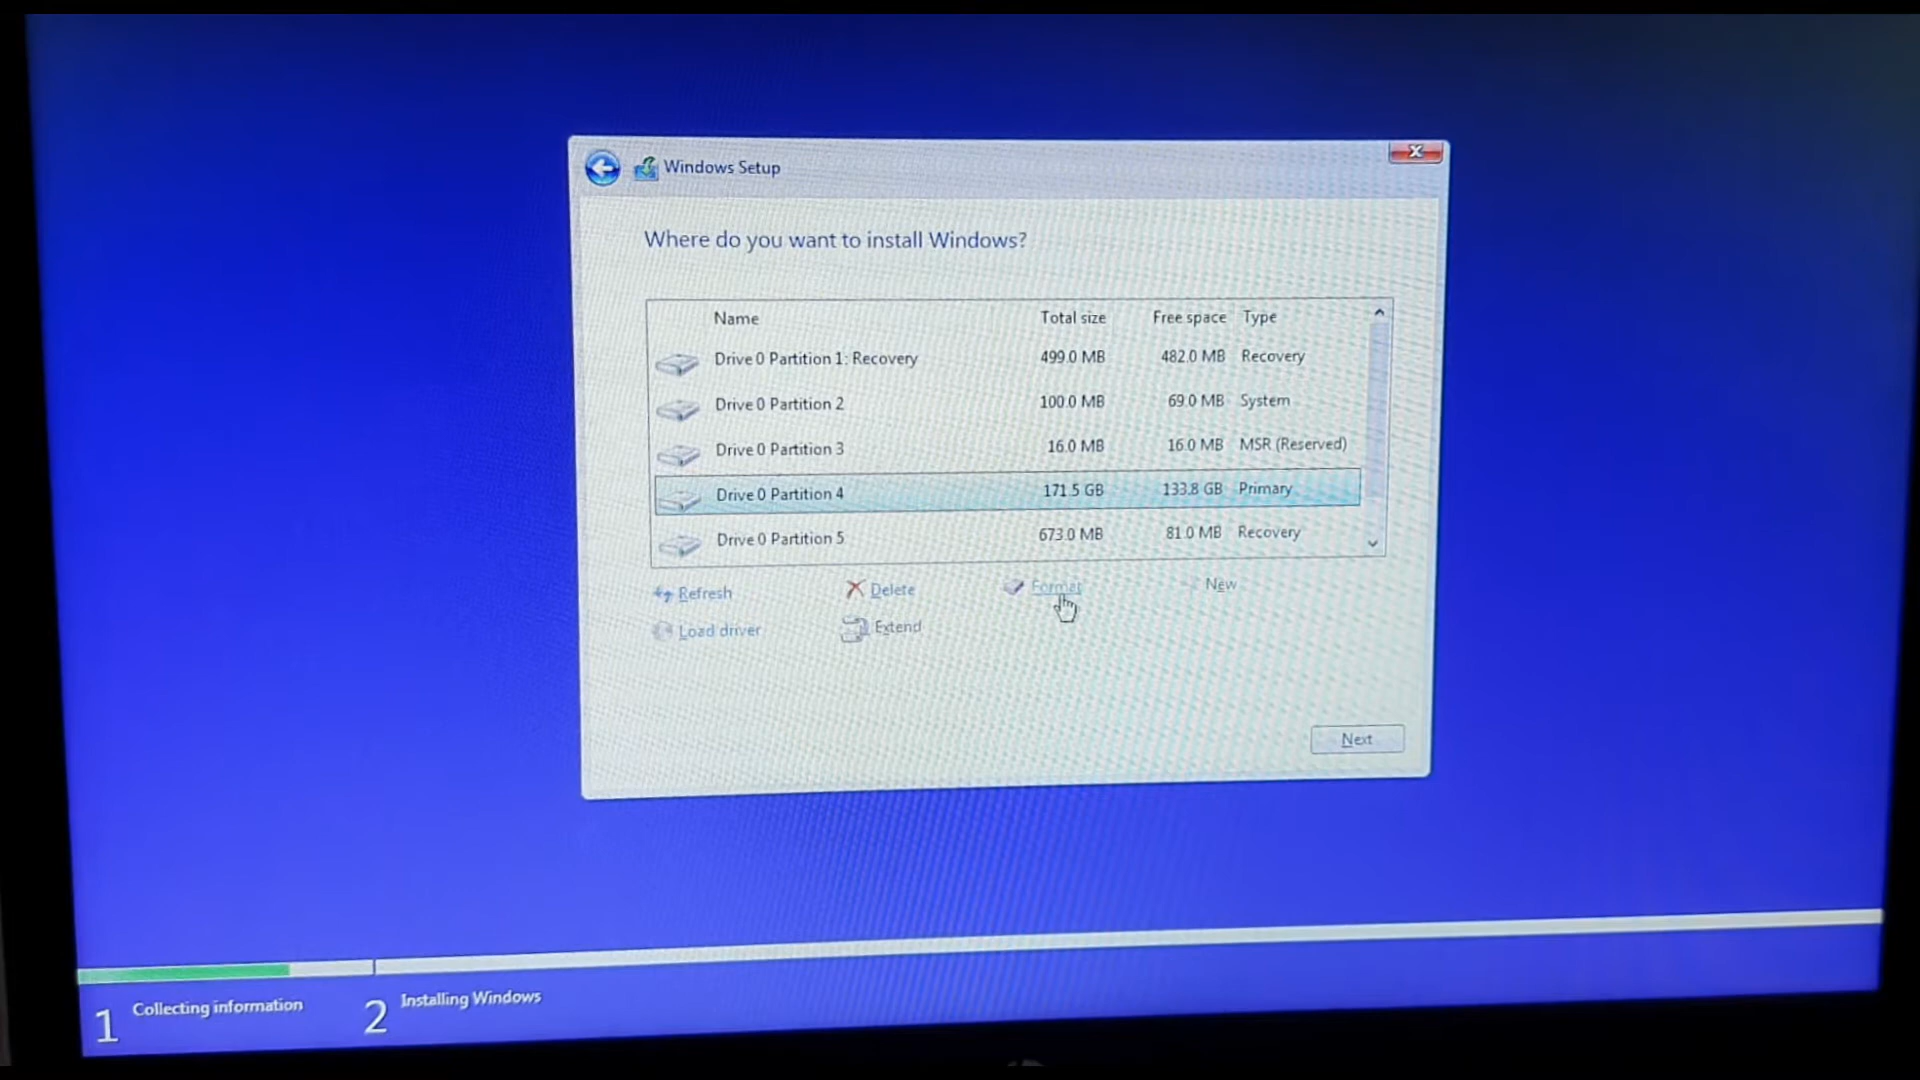 Windows Setup
Where do you want to install Windows?
Name Total size Free space Type
Drive 0 Partition 1: Recovery 499.0 MB 482.0 MB Recovery
Drive 0 Partition 2 100.0 MB 69.0 MB System
Drive 0 Partition 3 16.0 MB 16.0 MB MSR (Reserved)
Drive 0 Partition 4 171.5 GB 133.8 GB Primary
Drive 0 Partition 5 673.0 MB 81.0 MB Recovery
Refresh Delete Format New
Load driver Extend
Next
1 Collecting information 2 Installing Windows